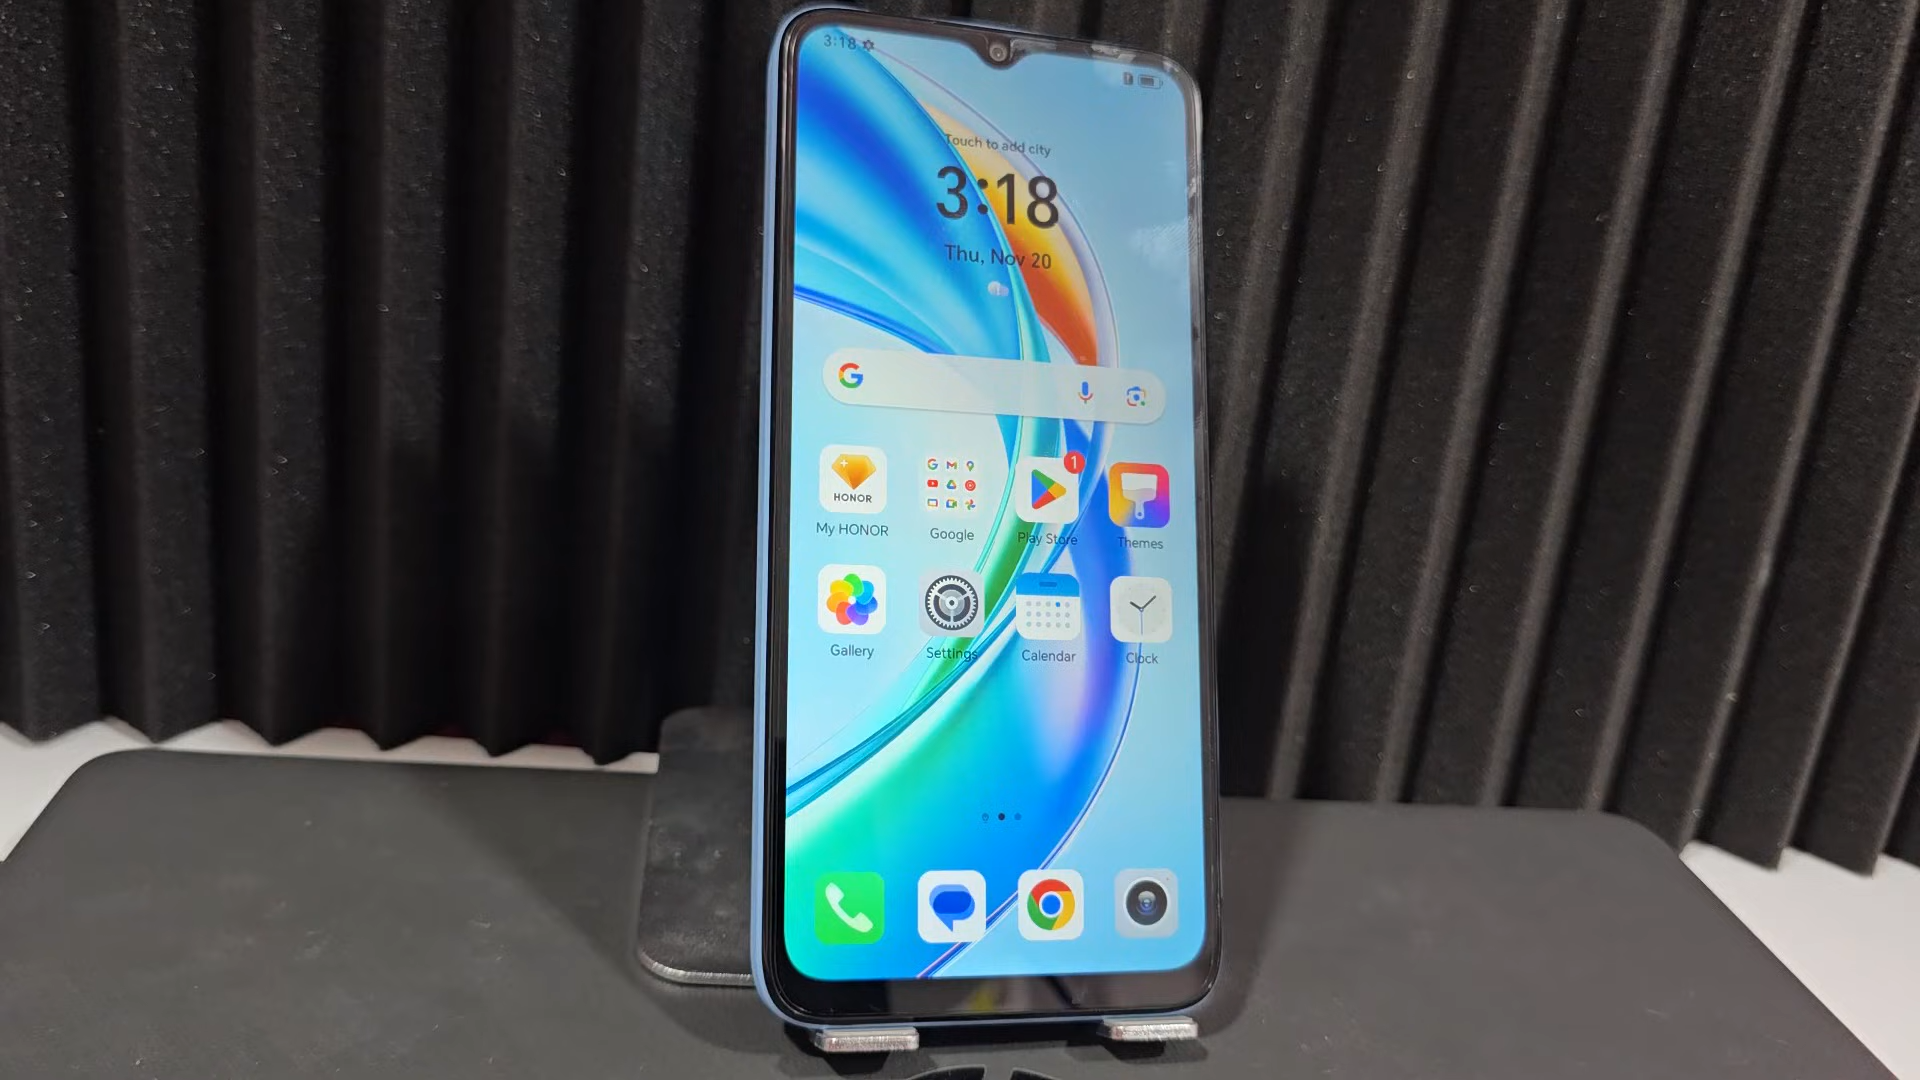 3:18
Touch to add city
3:18
Thu, Nov 20
1
HONOR
My HONOR
Google
Play Store
Themes
Gallery
Settings
Calendar
Clock